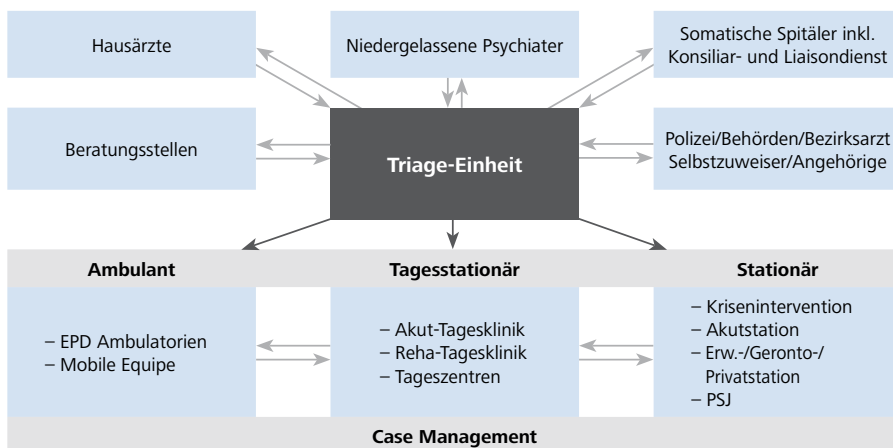 Hausärzte
Niedergelassene Psychiater
Somatische Spitäler inkl.
Konsiliar- und Liaisondienst
Beratungsstellen
Triage-Einheit
Polizei/Behörden/Bezirksarzt
Selbstzuweiser/Angehörige
Ambulant
Tagesstationär
Stationär
– EPD Ambulatorien
– Mobile Equipe
– Akut-Tagesklinik
– Reha-Tagesklinik
– Tageszentren
– Krisenintervention
– Akutstation
– Erw.-/Geronto-/
Privatstation
– PSJ
Case Management